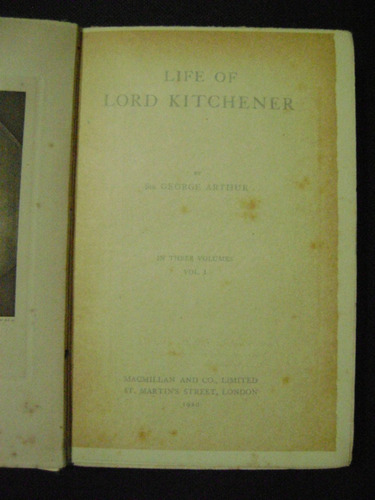 LIFE OF
LORD KITCHENER
BY
SIR GEORGE ARTHUR
IN THREE VOLUMES
VOL. I
MACMILLAN AND CO., LIMITED
ST. MARTIN'S STREET, LONDON
1920